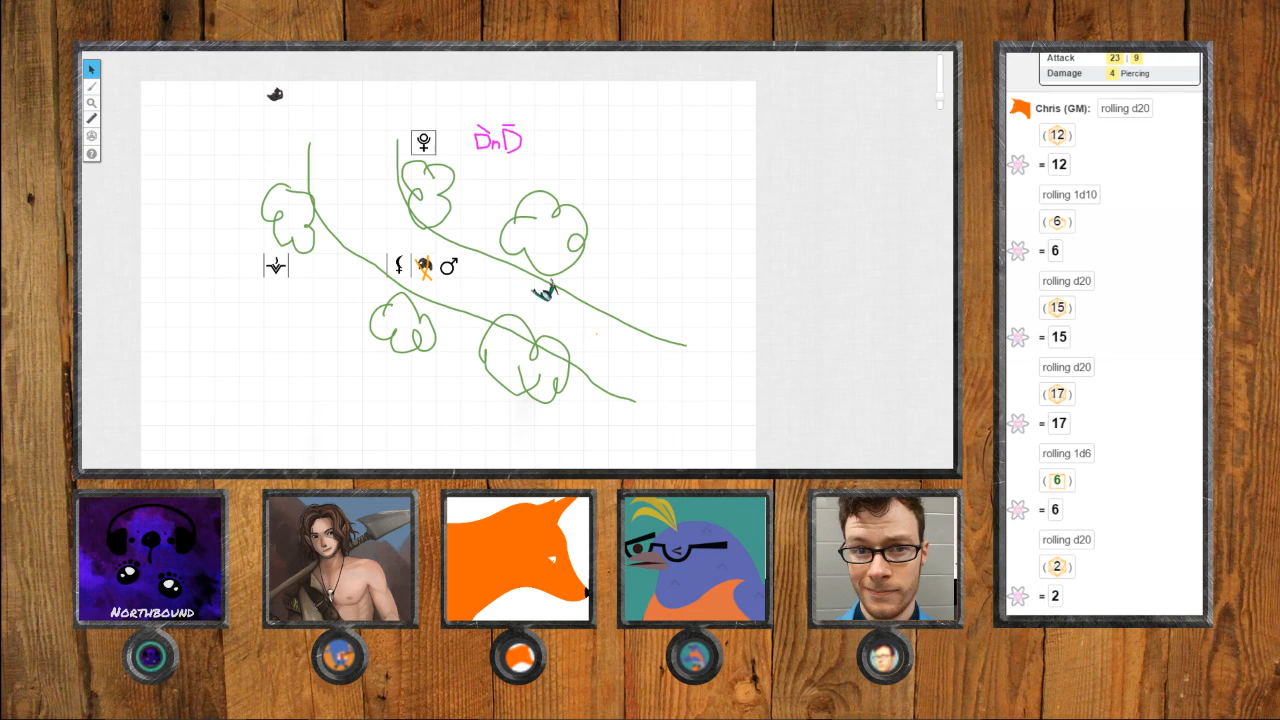 DnD
Attack 23 | 9
Damage 4 Piercing
Chris (GM): rolling d20
(12)
= 12
rolling 1d10
(6)
= 6
rolling d20
(15)
= 15
rolling d20
(17)
= 17
rolling 1d6
(6)
= 6
rolling d20
(2)
= 2
NORTHBOUND